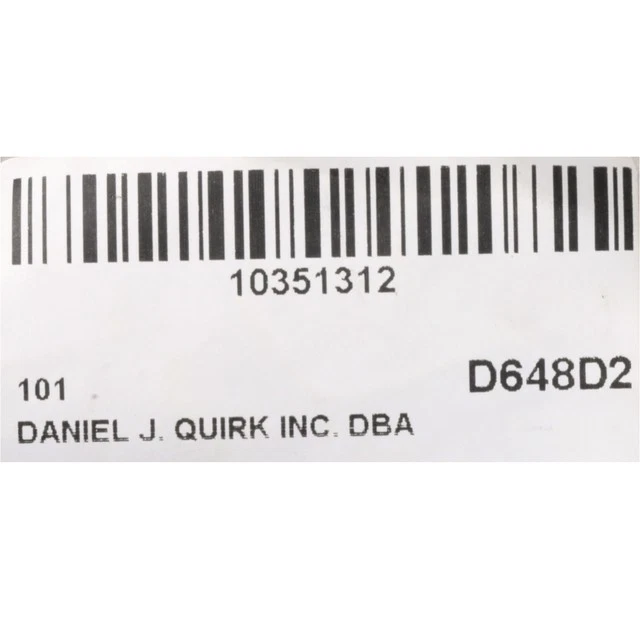 10351312
101
D648D2
DANIEL J. QUIRK INC. DBA